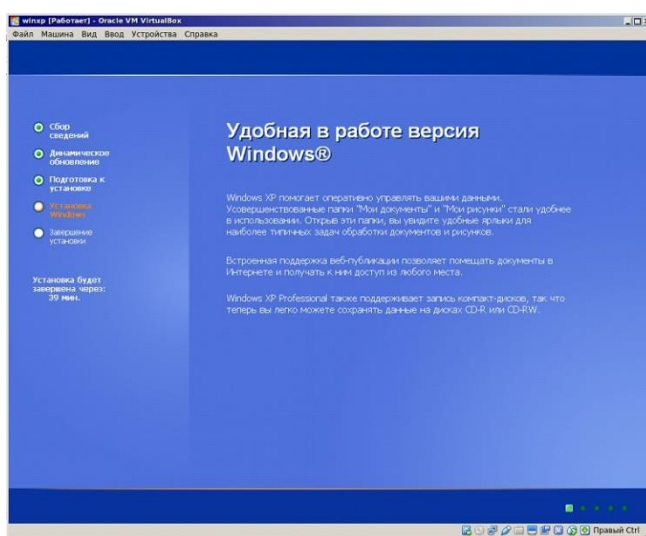 winxp [Работает] - Oracle VM VirtualBox
Файл Машина Вид Ввод Устройства Справка
Сбор
сведений
Динамическое
обновление
Подготовка к
установке
Установка
Windows
Завершение
установки
Установка будет
завершена через:
39 мин.
Удобная в работе версия
Windows®
Windows XP помогает оперативно управлять вашими данными.
Усовершенствованные папки "Мои документы" и "Мои рисунки" стали удобнее
в использовании. Открыв эти папки, вы увидите удобные ярлыки для
наиболее типичных задач обработки документов и рисунков.
Встроенная поддержка веб-публикации позволяет помещать документы в
Интернете и получать к ним доступ из любого места.
Windows XP Professional также поддерживает запись компакт-дисков, так что
теперь вы легко можете сохранять данные на дисках CD-R или CD-RW.
Правый Ctrl